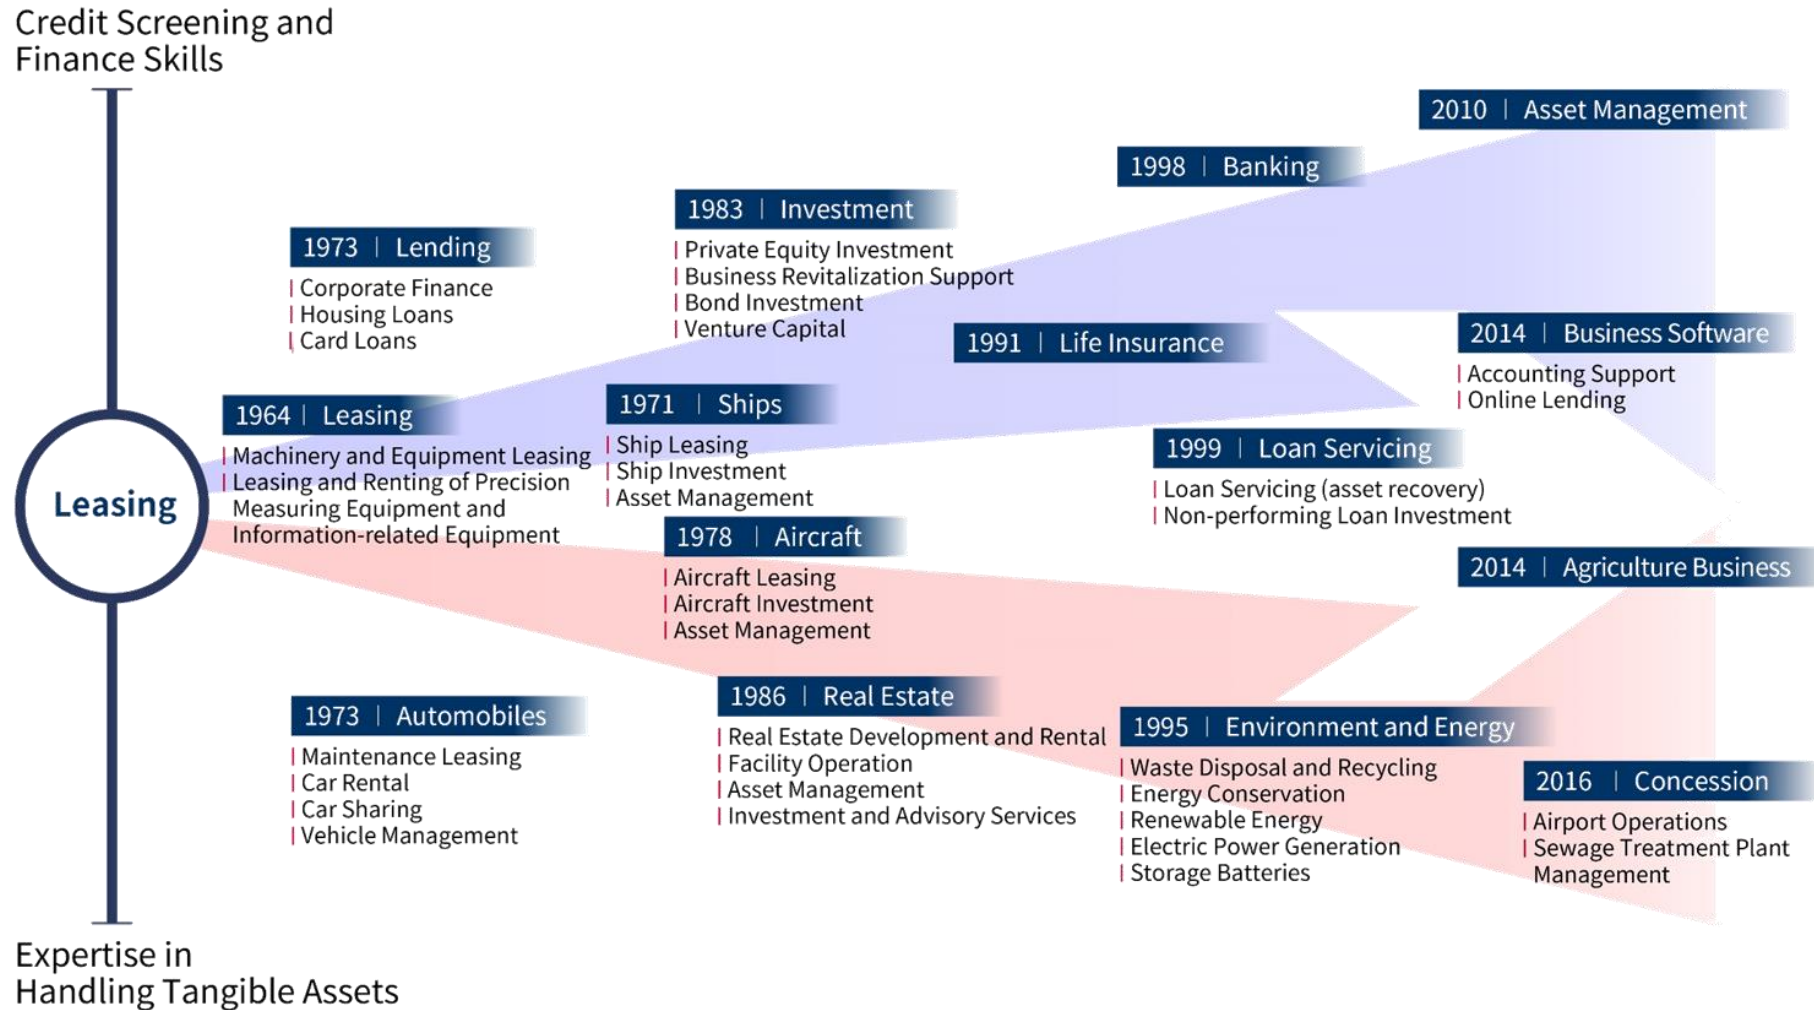 Credit Screening and
Finance Skills
2010 | Asset Management
1998 | Banking
1983 | Investment
Private Equity Investment
Business Revitalization Support
Bond Investment
Venture Capital
1973 | Lending
Corporate Finance
Housing Loans
Card Loans
1991 | Life Insurance
2014 | Business Software
Accounting Support
Online Lending
1964 | Leasing
Machinery and Equipment Leasing
Leasing and Renting of Precision
Measuring Equipment and
Information-related Equipment
1971 | Ships
Ship Leasing
Ship Investment
Asset Management
1999 | Loan Servicing
Loan Servicing (asset recovery)
Non-performing Loan Investment
Leasing
1978 | Aircraft
Aircraft Leasing
Aircraft Investment
Asset Management
2014 | Agriculture Business
1973 | Automobiles
Maintenance Leasing
Car Rental
Car Sharing
Vehicle Management
1986 | Real Estate
Real Estate Development and Rental
Facility Operation
Asset Management
Investment and Advisory Services
1995 | Environment and Energy
Waste Disposal and Recycling
Energy Conservation
Renewable Energy
Electric Power Generation
Storage Batteries
2016 | Concession
Airport Operations
Sewage Treatment Plant
Management
Expertise in
Handling Tangible Assets